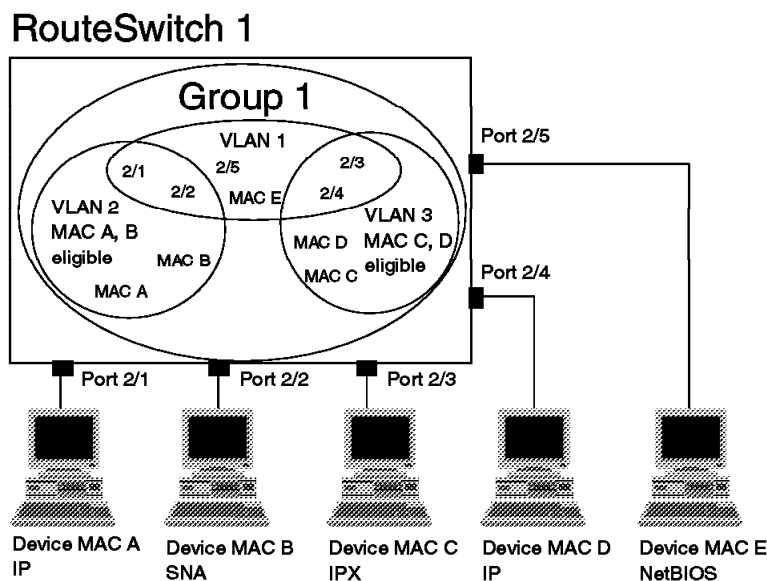 RouteSwitch 1
Group 1
VLAN 1
2/1
2/5
2/3
2/2
MAC E
2/4
VLAN 2
MAC A, B
eligible
MAC B
MAC A
VLAN 3
MAC C, D
eligible
MAC D
MAC C
Port 2/5
Port 2/4
Port 2/1
Port 2/2
Port 2/3
Device MAC A
IP
Device MAC B
SNA
Device MAC C
IPX
Device MAC D
IP
Device MAC E
NetBIOS